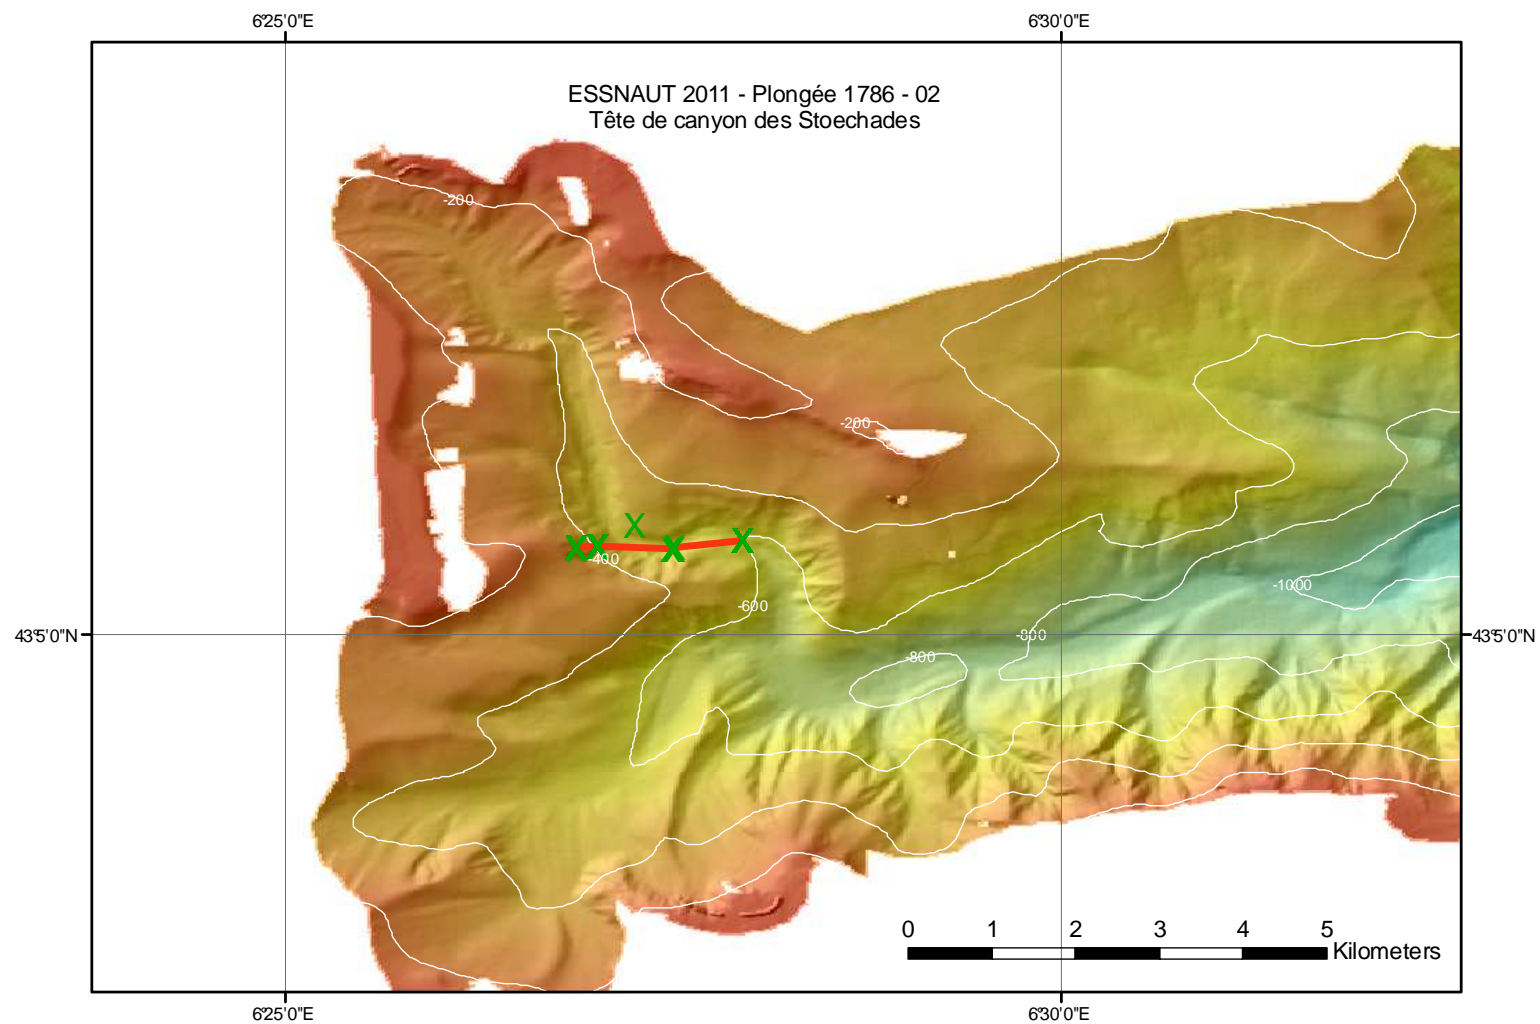 6°25'0"E 6°30'0"E
ESSNAUT 2011 - Plongée 1786 - 02
Tête de canyon des Stoechades
-200
-200
X
X X X X
-400
-1000
-600
43°5'0"N -800 43°5'0"N
-800
0 1 2 3 4 5
Kilometers
6°25'0"E 6°30'0"E